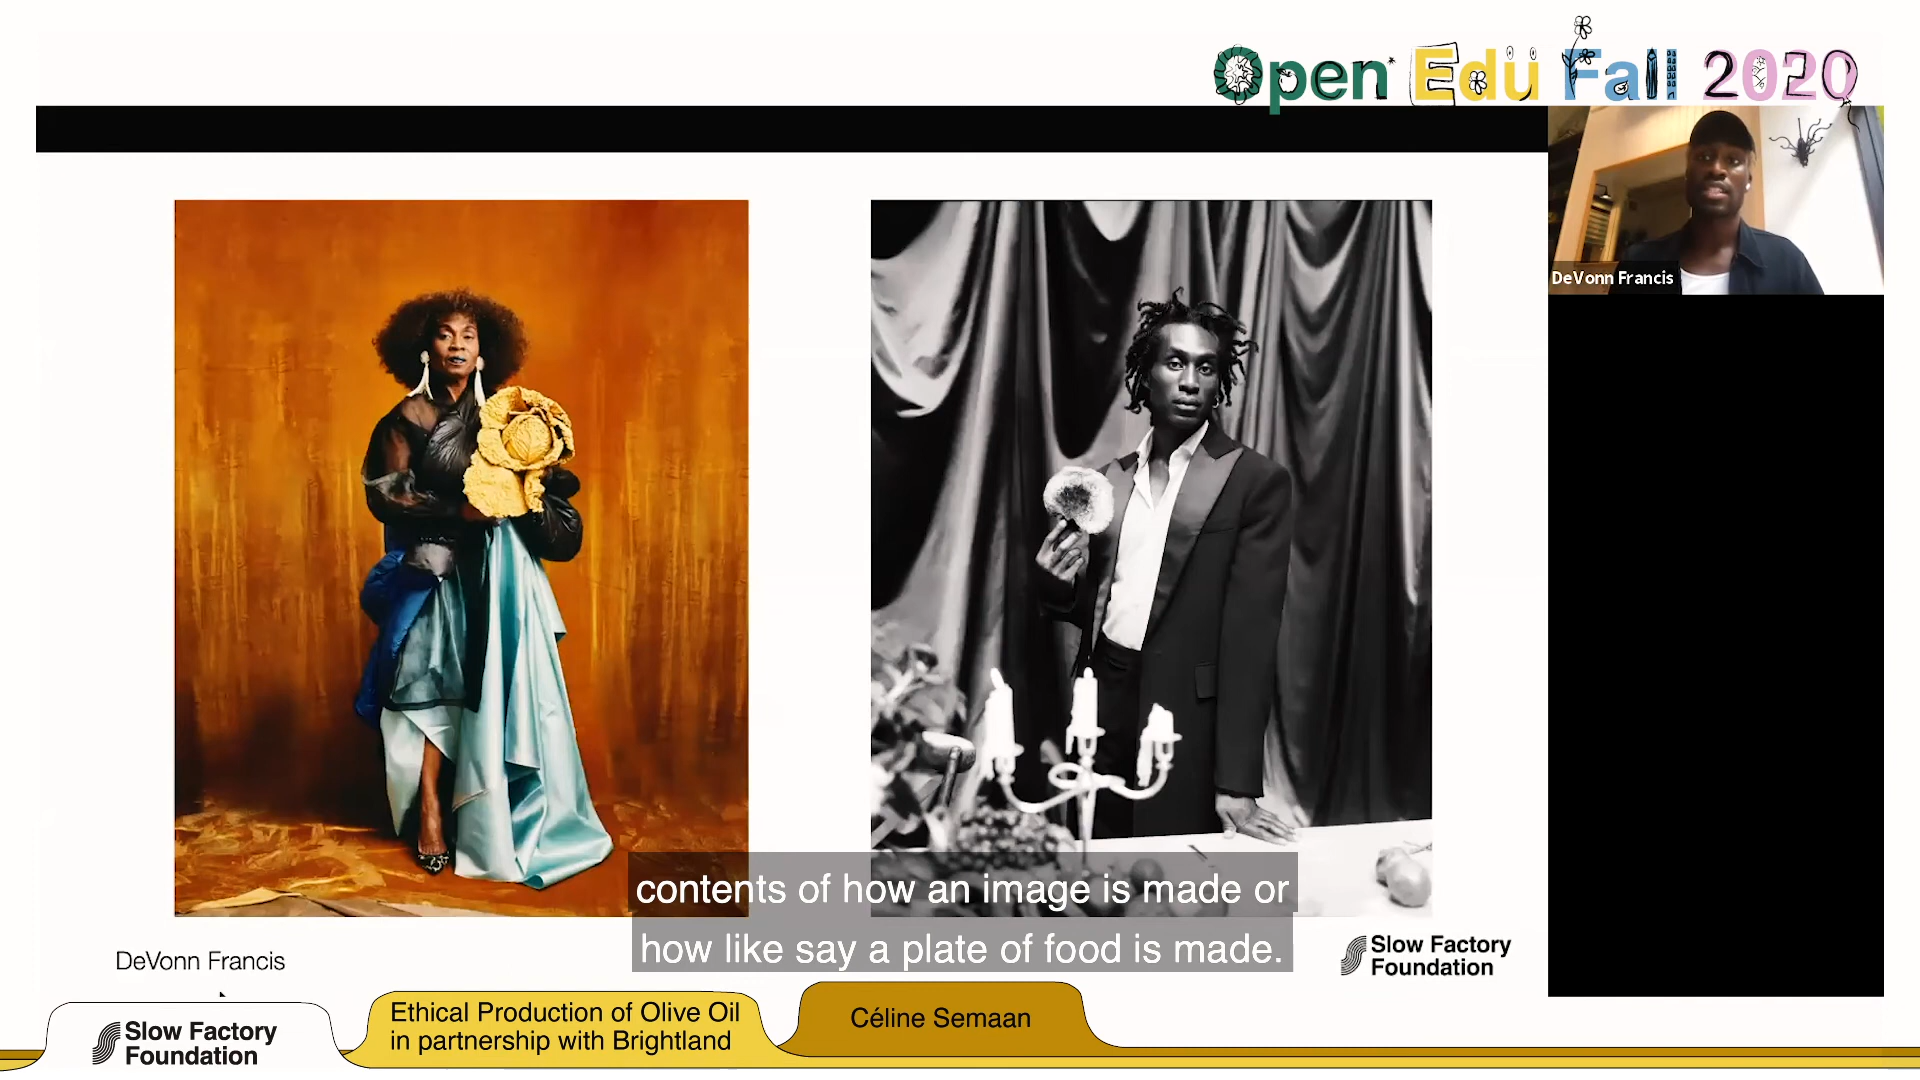 Open Edu Fall 2020
DeVonn Francis
contents of how an image is made or
how like say a plate of food is made.
DeVonn Francis
Slow Factory
Foundation
Slow Factory
Foundation
Ethical Production of Olive Oil
in partnership with Brightland
Céline Semaan